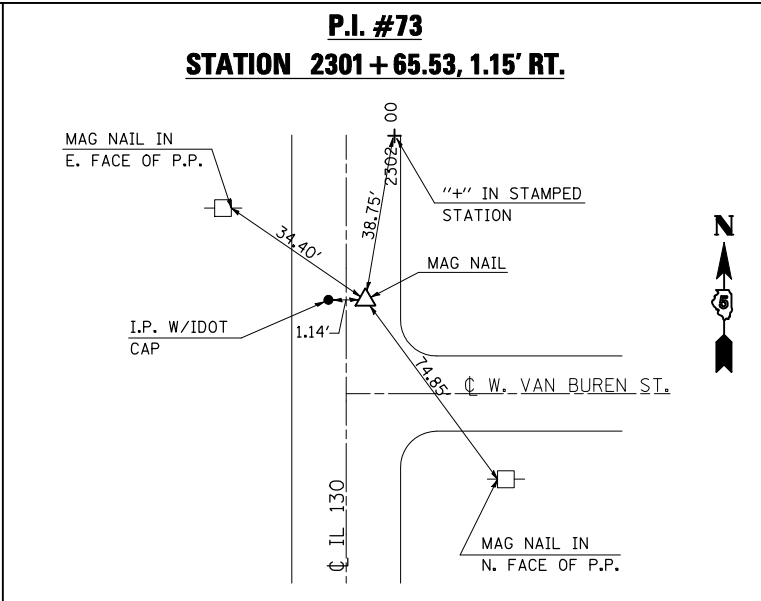 P.I. #73
STATION 2301 + 65.53, 1.15' RT.
MAG NAIL IN
E. FACE OF P.P.
2302 00
"+" IN STAMPED
STATION
38.75'
34.40'
MAG NAIL
N
5
I.P. W/IDOT
CAP
1.14'
74.85'
℄ W. VAN BUREN ST.
℄ IL 130
MAG NAIL IN
N. FACE OF P.P.